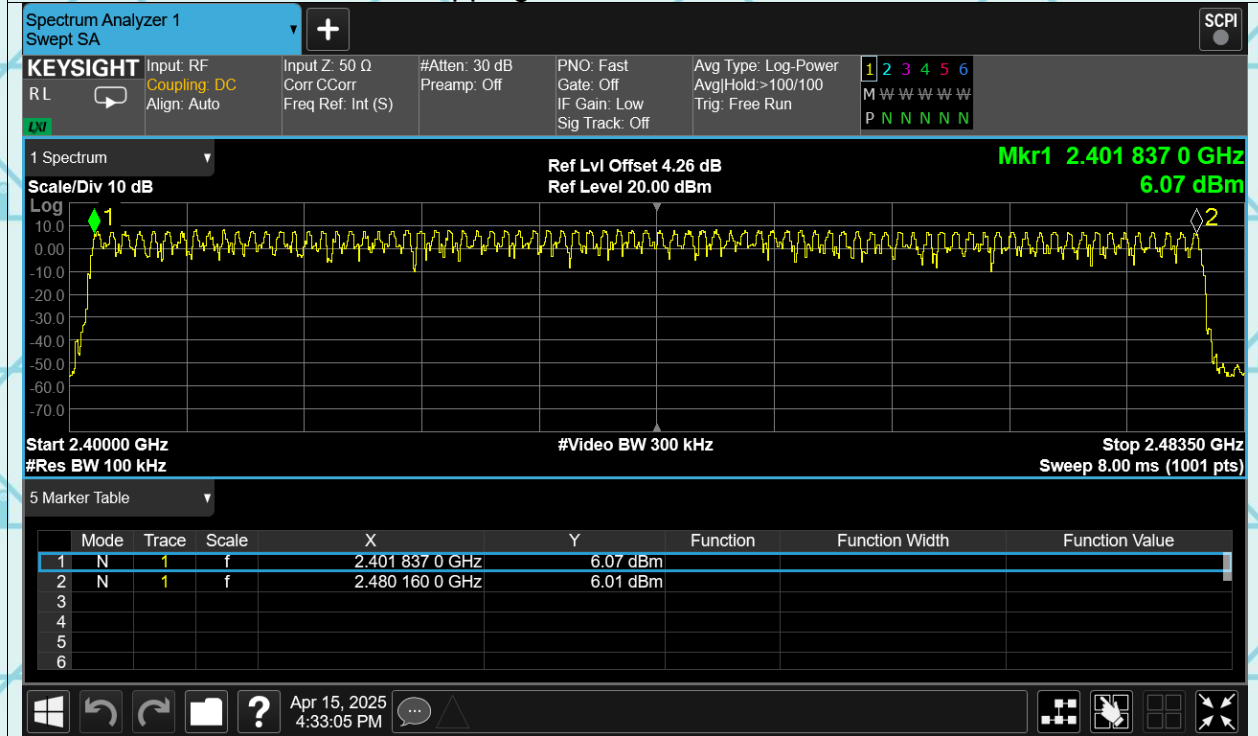 Spectrum Analyzer 1
Swept SA
+
SCPI
KEYSIGHT Input: RF Input Z: 50 Ω #Atten: 30 dB PNO: Fast Avg Type: Log-Power 1 2 3 4 5 6
RL Coupling: DC Corr CCorr Preamp: Off Gate: Off Avg|Hold:>100/100 M W W W W W
Align: Auto Freq Ref: Int (S) IF Gain: Low Trig: Free Run P N N N N N
LXI Sig Track: Off
1 Spectrum Ref Lvl Offset 4.26 dB Mkr1 2.401 837 0 GHz
Scale/Div 10 dB Ref Level 20.00 dBm 6.07 dBm
Log
1 2
10.0
0.00
-10.0
-20.0
-30.0
-40.0
-50.0
-60.0
-70.0
Start 2.40000 GHz #Video BW 300 kHz Stop 2.48350 GHz
#Res BW 100 kHz Sweep 8.00 ms (1001 pts)
5 Marker Table
Mode Trace Scale X Y Function Function Width Function Value
1 N 1 f 2.401 837 0 GHz 6.07 dBm
2 N 1 f 2.480 160 0 GHz 6.01 dBm
3
4
5
6
? Apr 15, 2025
4:33:05 PM